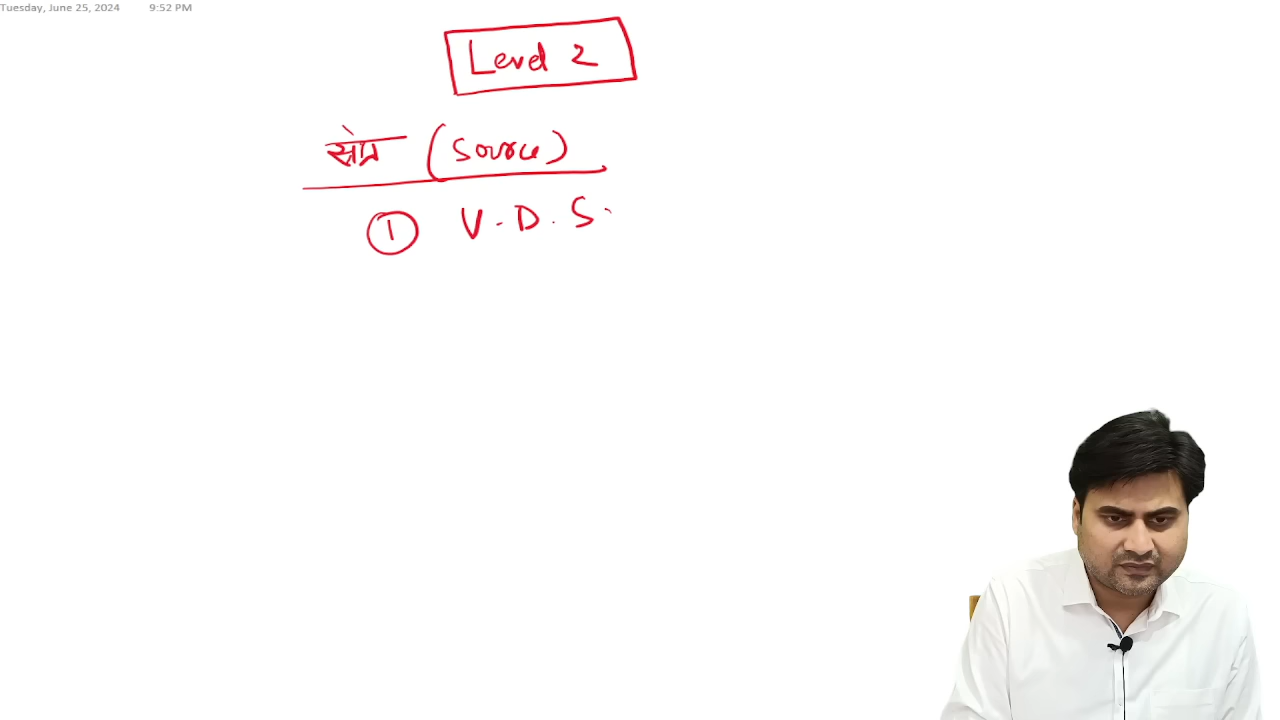 Tuesday, June 25, 2024 9:52 PM
Level 2
(Source)
① V. D. S.